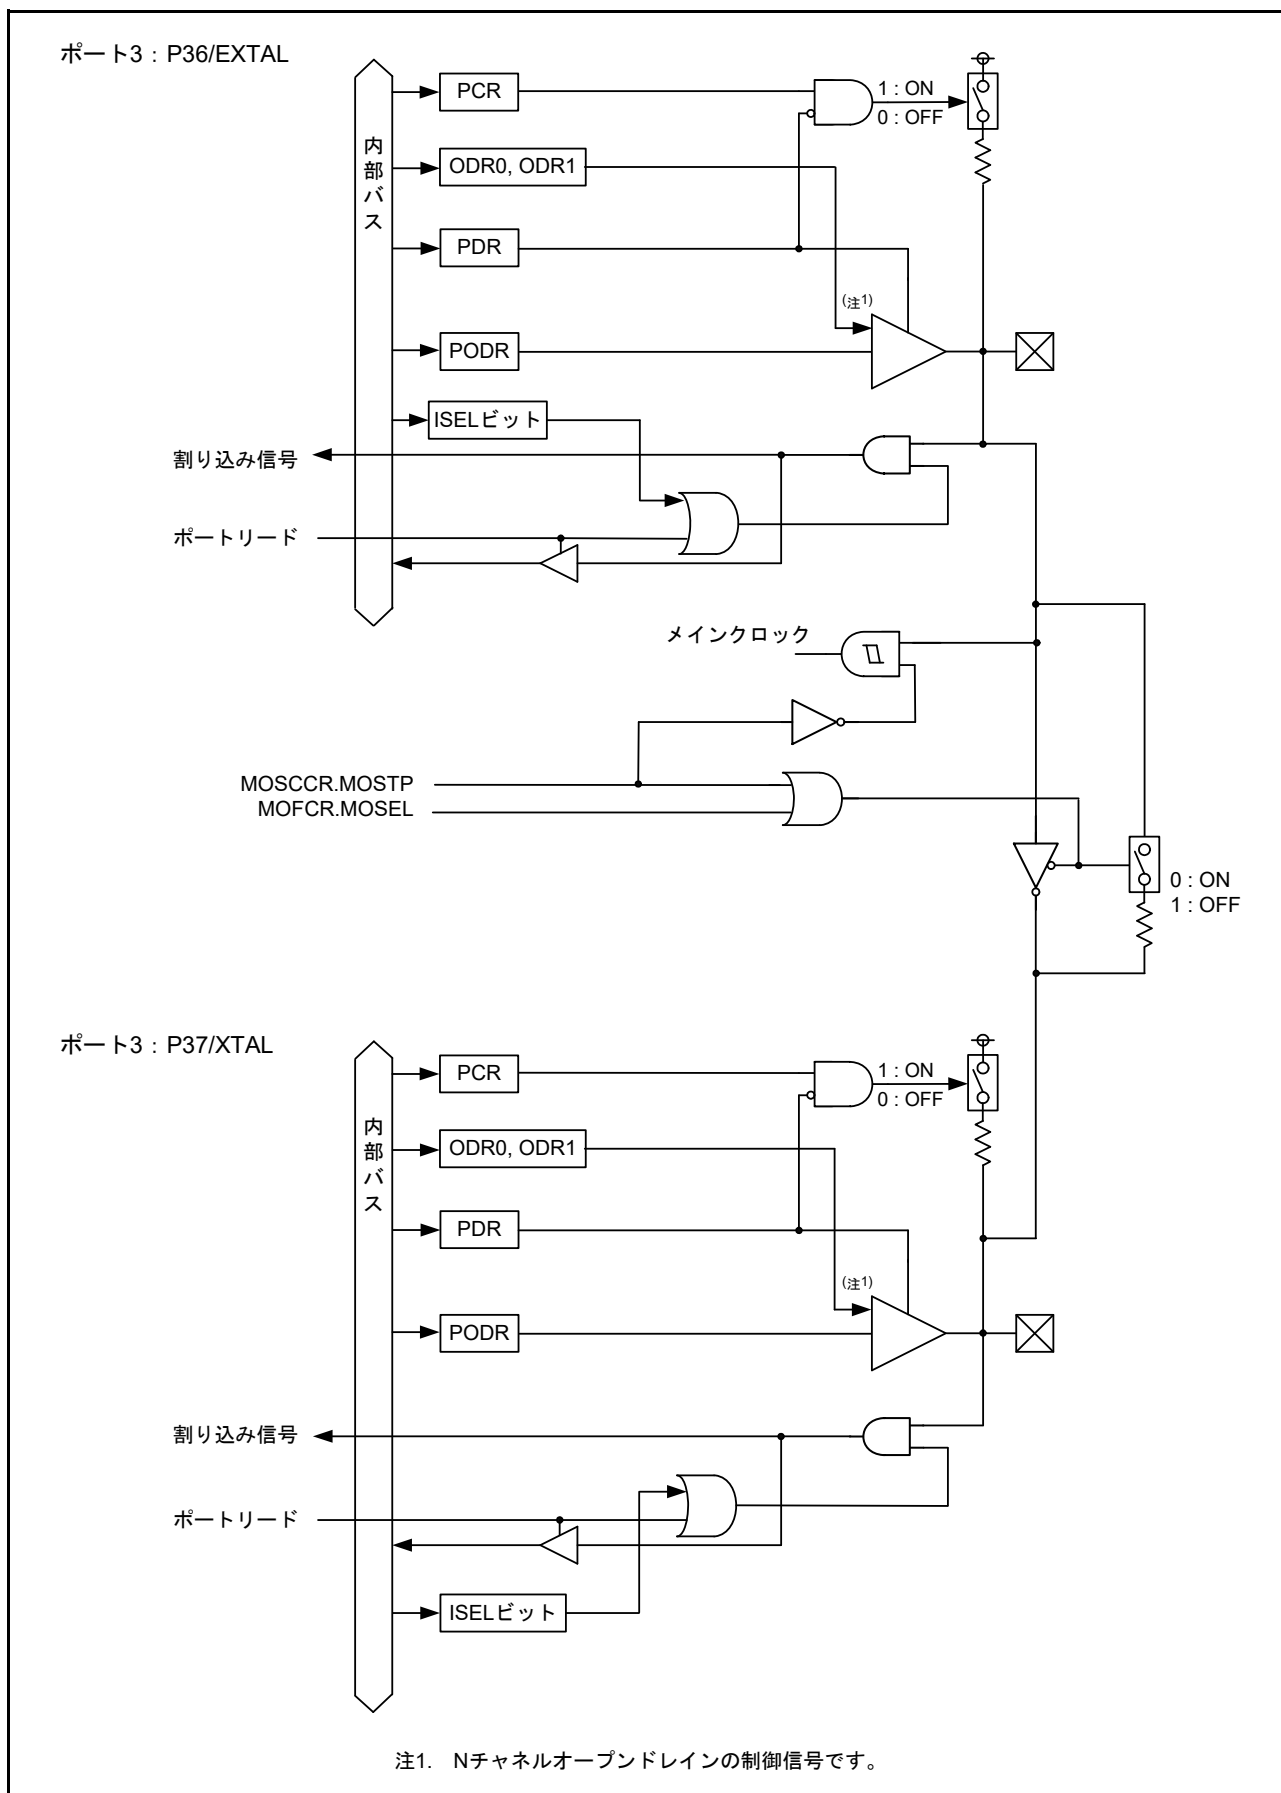 ポート3：P36/EXTAL
内部バス
PCR
1 : ON
0 : OFF
ODR0, ODR1
PDR
(注1)
PODR
ISELビット
割り込み信号
ポートリード
メインクロック
MOSCCR.MOSTP
MOFCR.MOSEL
0 : ON
1 : OFF
ポート3：P37/XTAL
内部バス
PCR
1 : ON
0 : OFF
ODR0, ODR1
PDR
(注1)
PODR
割り込み信号
ポートリード
ISELビット
注1. Nチャネルオープンドレインの制御信号です。